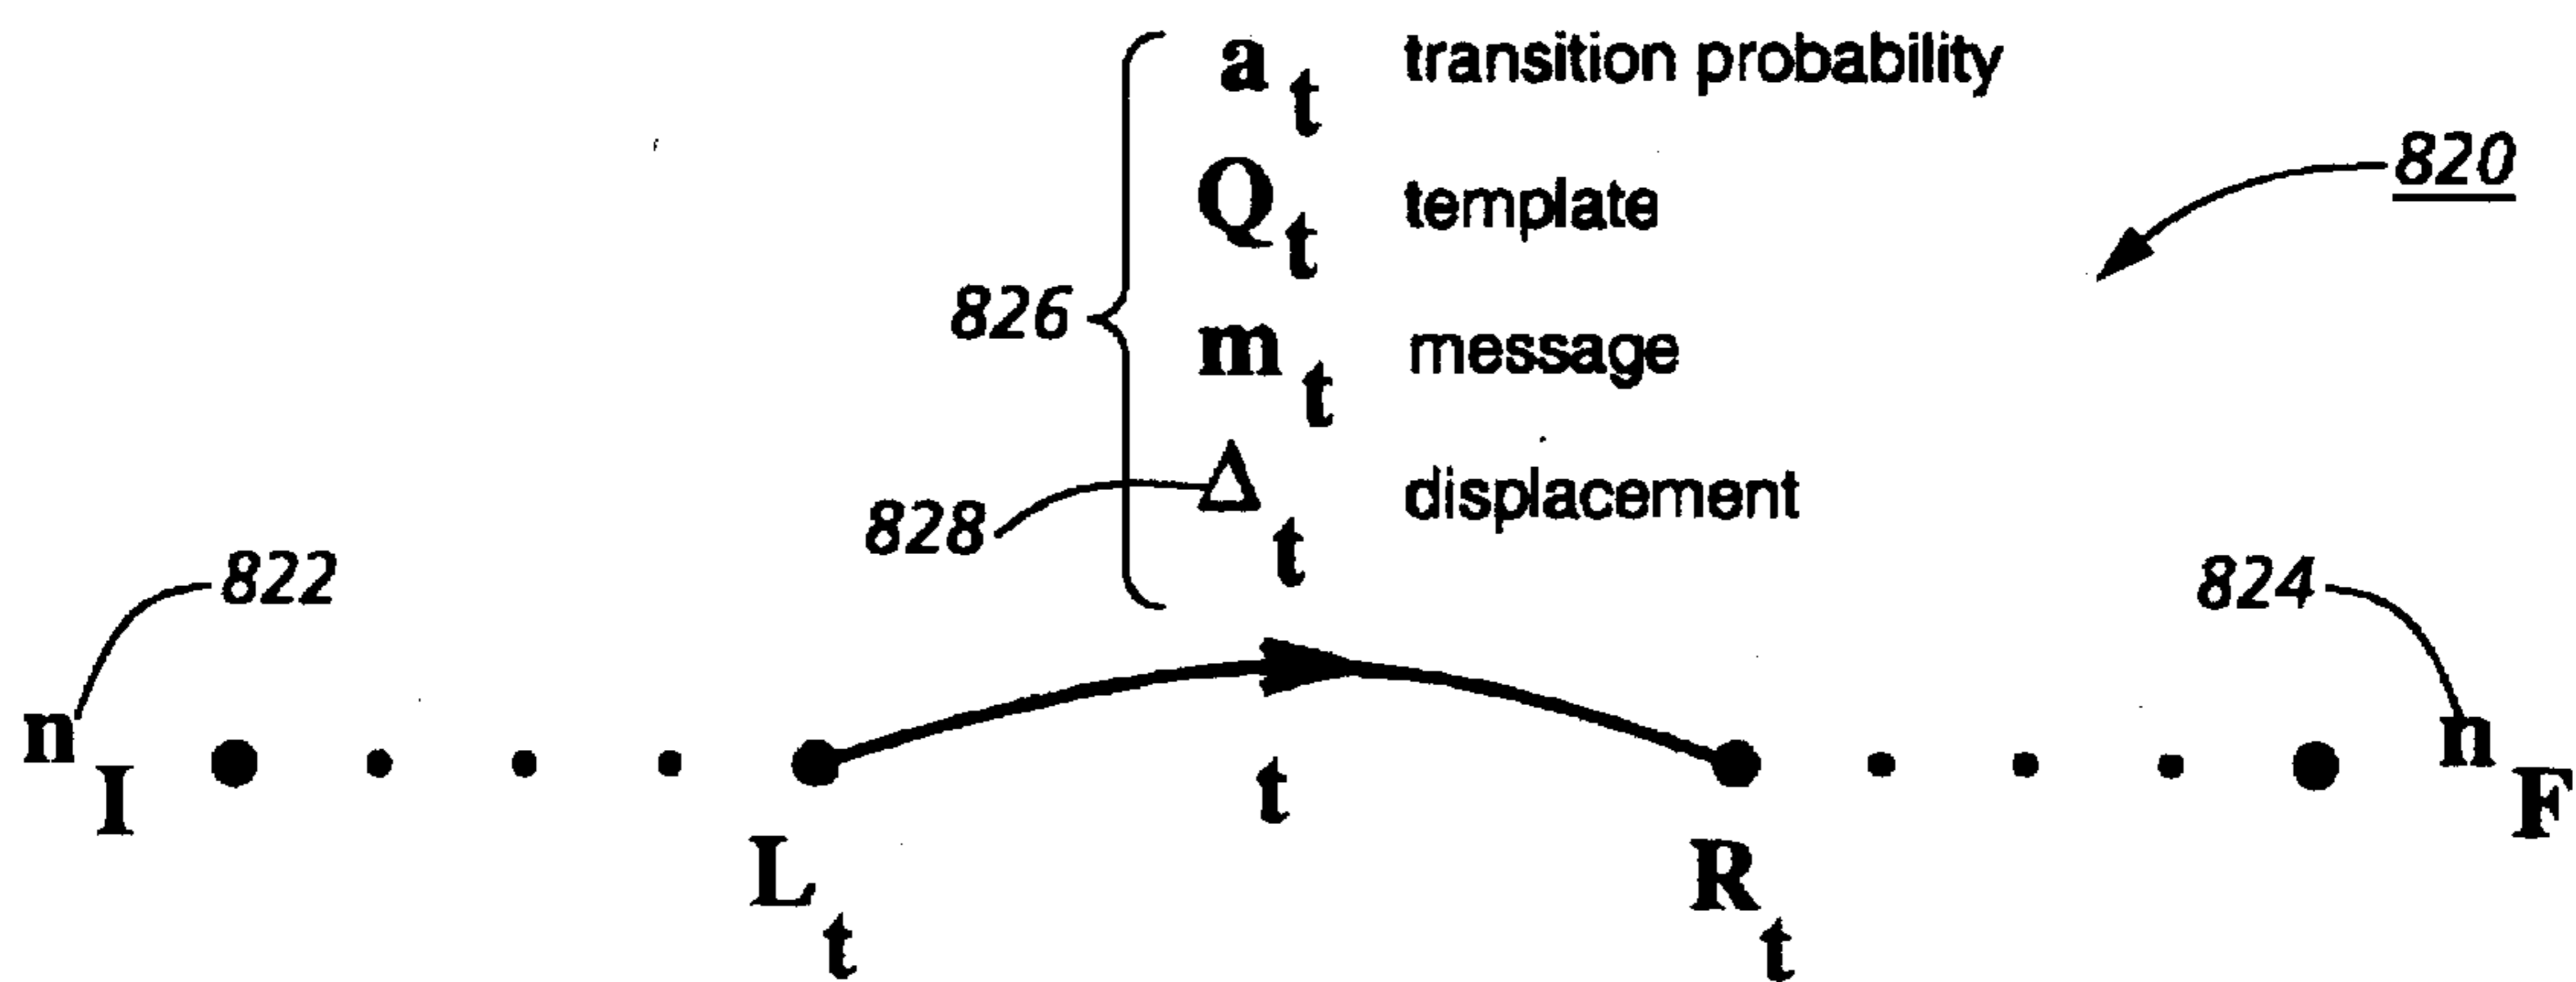 a t transition probability
820
Q t template
826
m t message
Δ t displacement
828
822
824
n I
n F
t
L t
R t